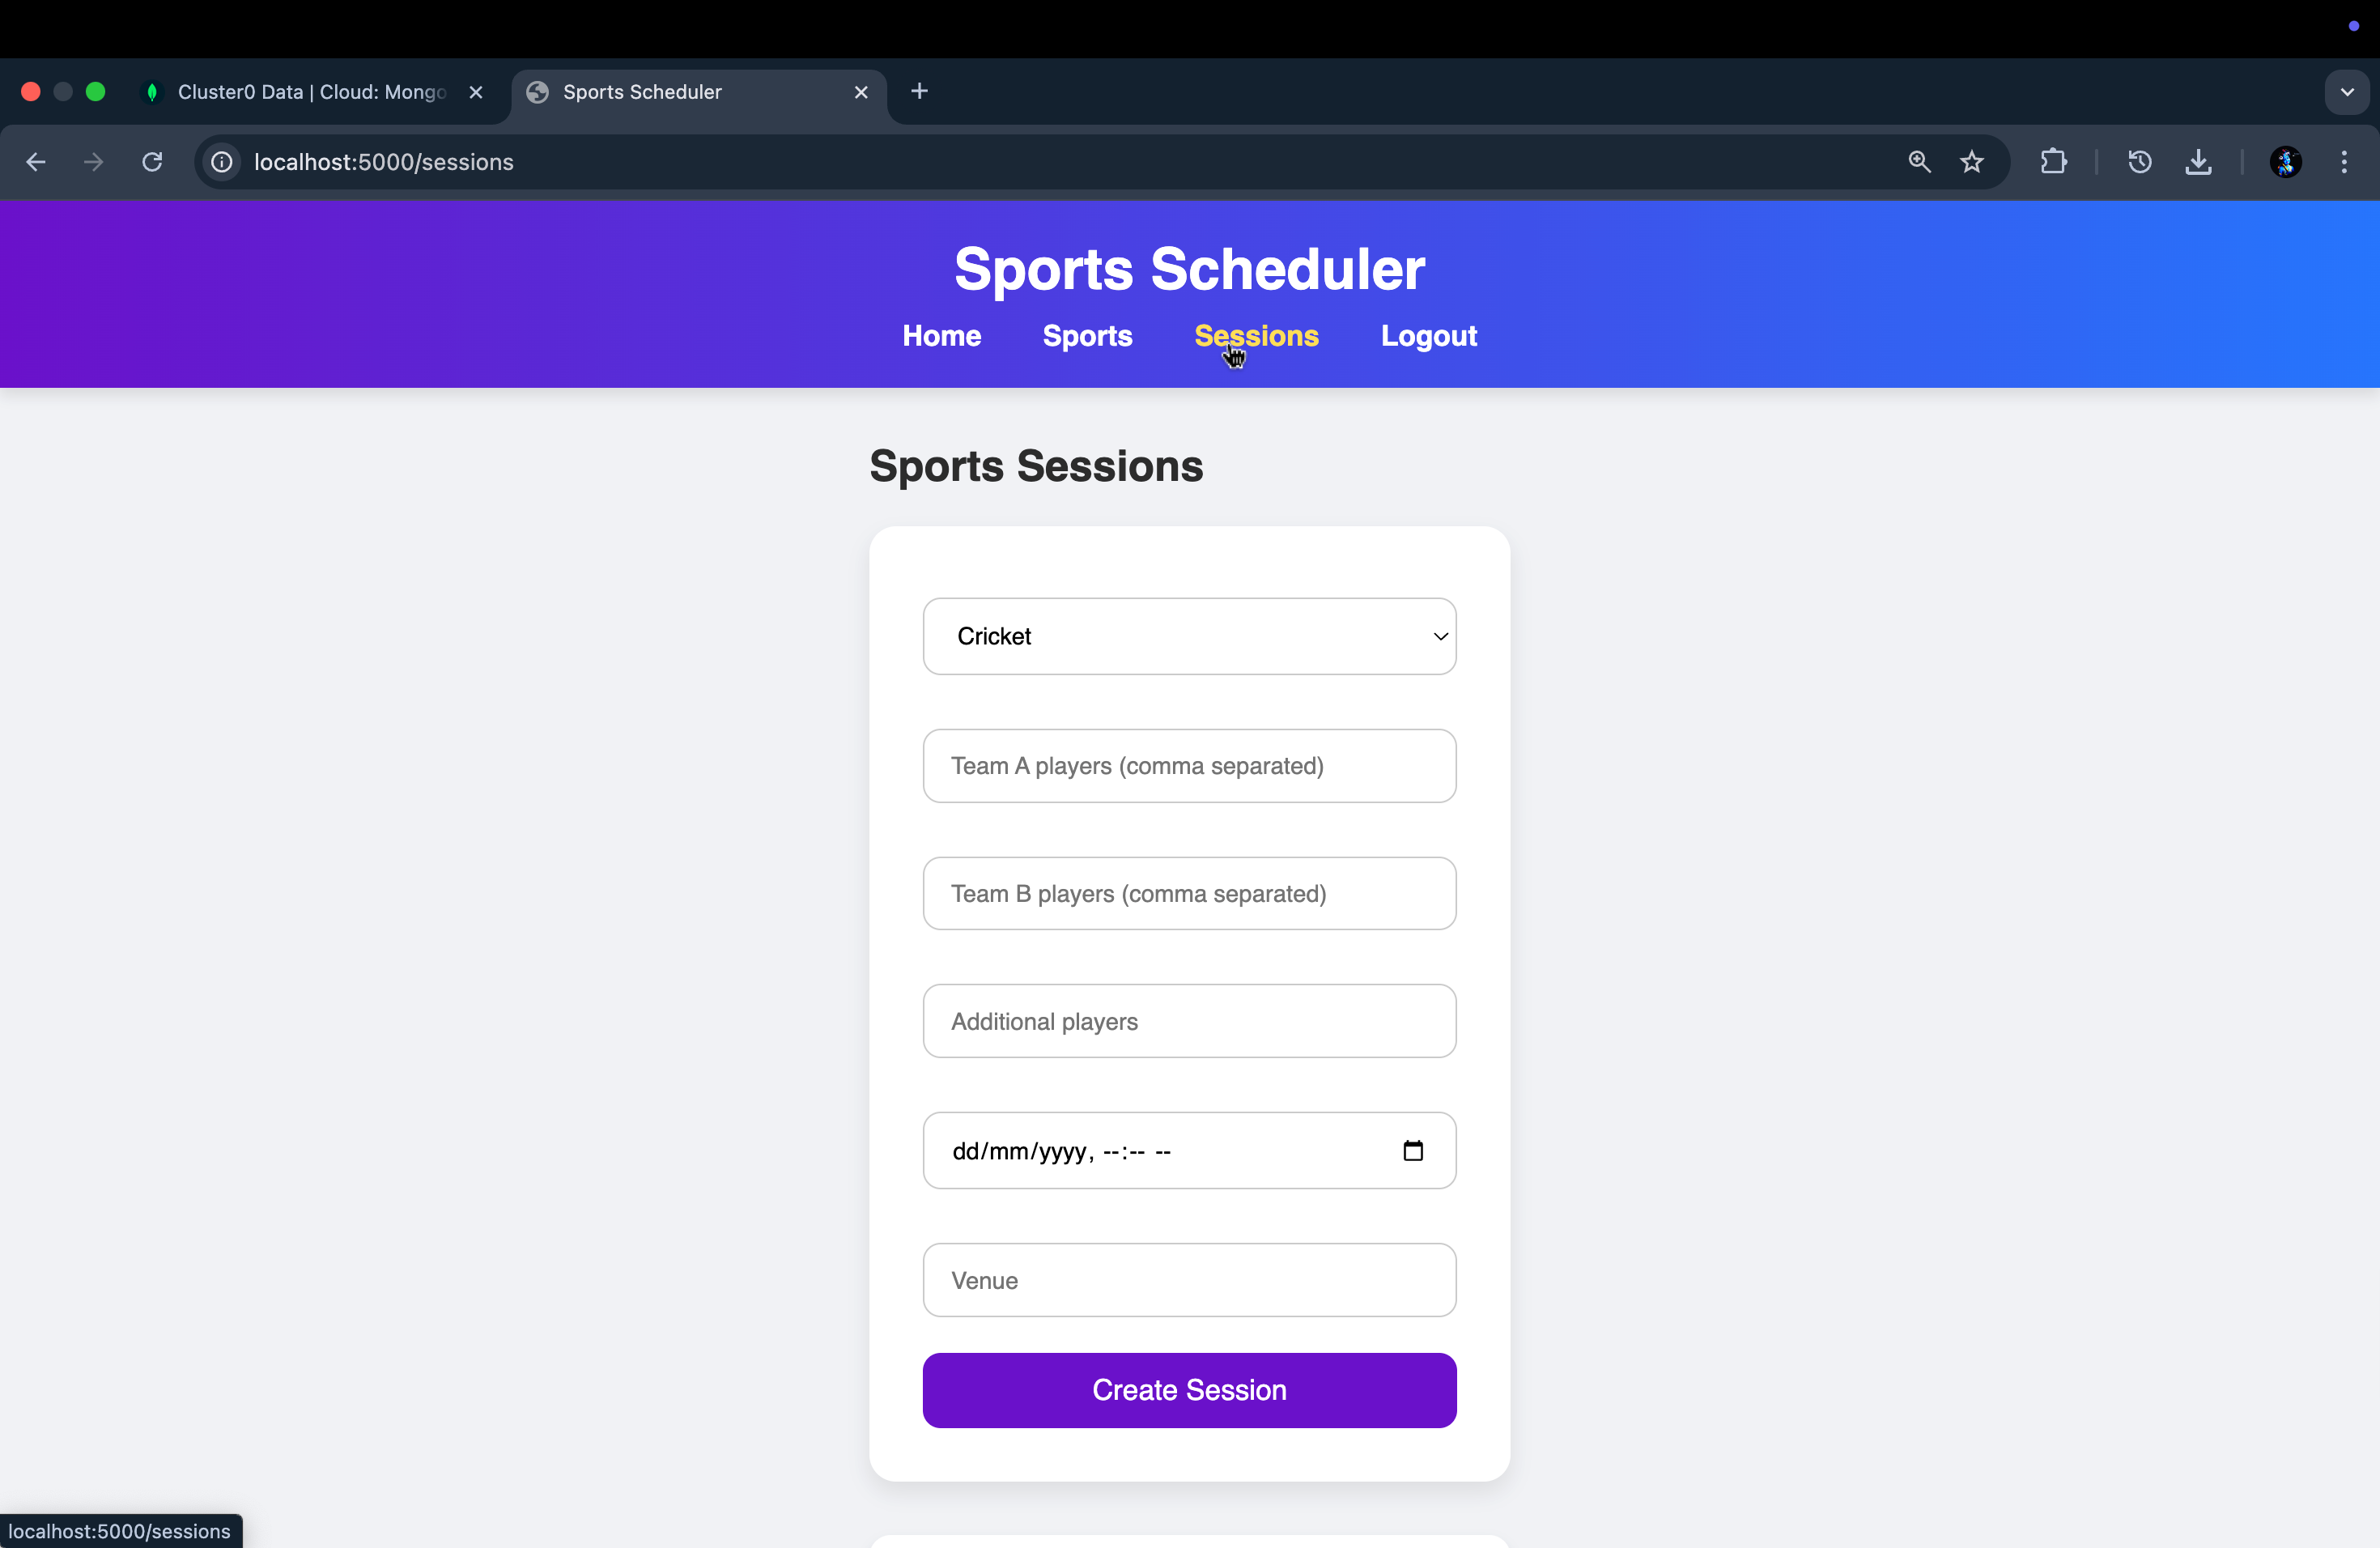 Cluster0 Data | Cloud: Mongo
Sports Scheduler
localhost:5000/sessions
Sports Scheduler
Home Sports Sessions Logout
Sports Sessions
Cricket
Team A players (comma separated)
Team B players (comma separated)
Additional players
dd/mm/yyyy, --:-- --
Venue
Create Session
localhost:5000/sessions